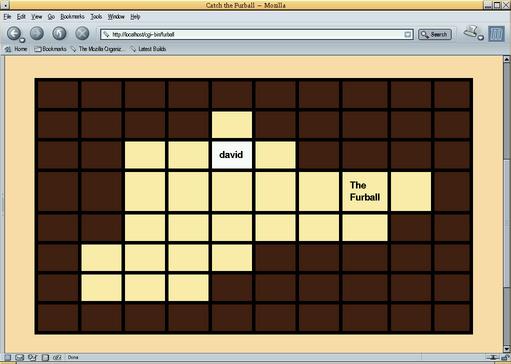 Catch the Furball - Mozilla
File Edit View Go Bookmarks Tools Window Help
http://localhost/cgi-bin/furball
Search
Home Bookmarks The Mozilla Organiz... Latest Builds
david
The
Furball
Done